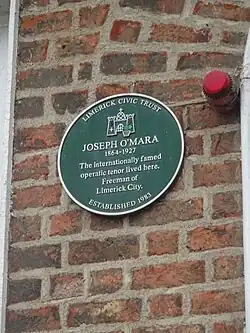 LIMERICK CIVIC TRUST
JOSEPH O'MARA
1864-1927
The internationally famed
operatic tenor lived here.
Freeman of
Limerick City.
ESTABLISHED 1983